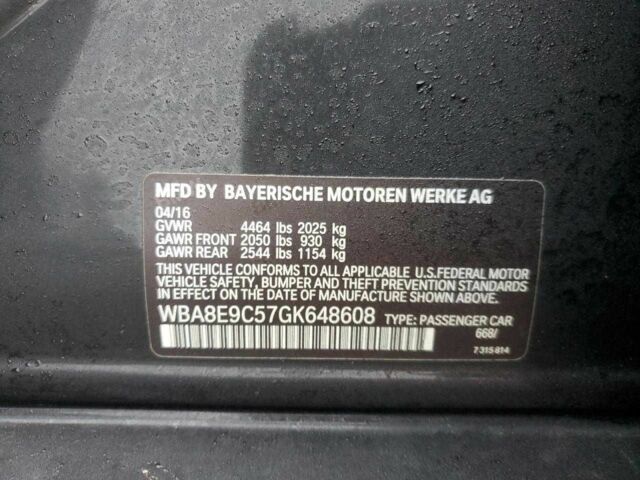 MFD BY BAYERISCHE MOTOREN WERKE AG
04/16
GVWR 4464 lbs 2025 kg
GAWR FRONT 2050 lbs 930 kg
GAWR REAR 2544 lbs 1154 kg
THIS VEHICLE CONFORMS TO ALL APPLICABLE U.S.FEDERAL MOTOR
VEHICLE SAFETY, BUMPER AND THEFT PREVENTION STANDARDS
IN EFFECT ON THE DATE OF MANUFACTURE SHOWN ABOVE.
WBA8E9C57GK648608 TYPE: PASSENGER CAR
668/
7315814